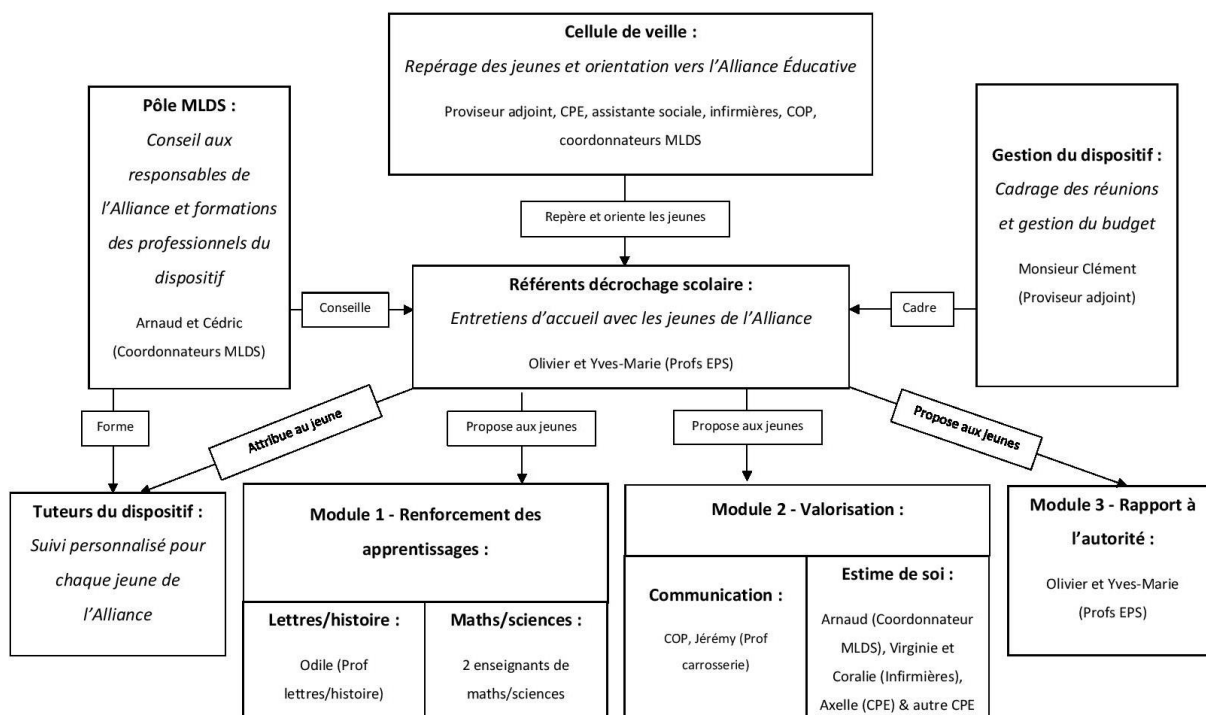 Cellule de veille :
Repérage des jeunes et orientation vers l'Alliance Éducative
Proviseur adjoint, CPE, assistante sociale, infirmières, COP,
coordonnateurs MLDS
Pôle MLDS :
Conseil aux
responsables de
l'Alliance et formations
des professionnels du
dispositif
Arnaud et Cédric
(Coordonnateurs MLDS)
Gestion du dispositif :
Cadrage des réunions
et gestion du budget
Monsieur Clément
(Proviseur adjoint)
Repère et oriente les jeunes
Référents décrochage scolaire :
Entretiens d'accueil avec les jeunes de l'Alliance
Olivier et Yves-Marie (Profs EPS)
Conseille
Cadre
Forme
Attribue au jeune
Propose aux jeunes
Propose aux jeunes
Propose aux jeunes
Tuteurs du dispositif :
Suivi personnalisé pour
chaque jeune de
l'Alliance
Module 1 - Renforcement des
apprentissages :
Lettres/histoire :
Odile (Prof
lettres/histoire)
Maths/sciences :
2 enseignants de
maths/sciences
Module 2 - Valorisation :
Communication :
COP, Jérémy (Prof
carrosserie)
Estime de soi :
Arnaud (Coordonnateur
MLDS), Virginie et
Coralie (Infirmières),
Axelle (CPE) & autre CPE
Module 3 - Rapport à
l'autorité :
Olivier et Yves-Marie
(Profs EPS)